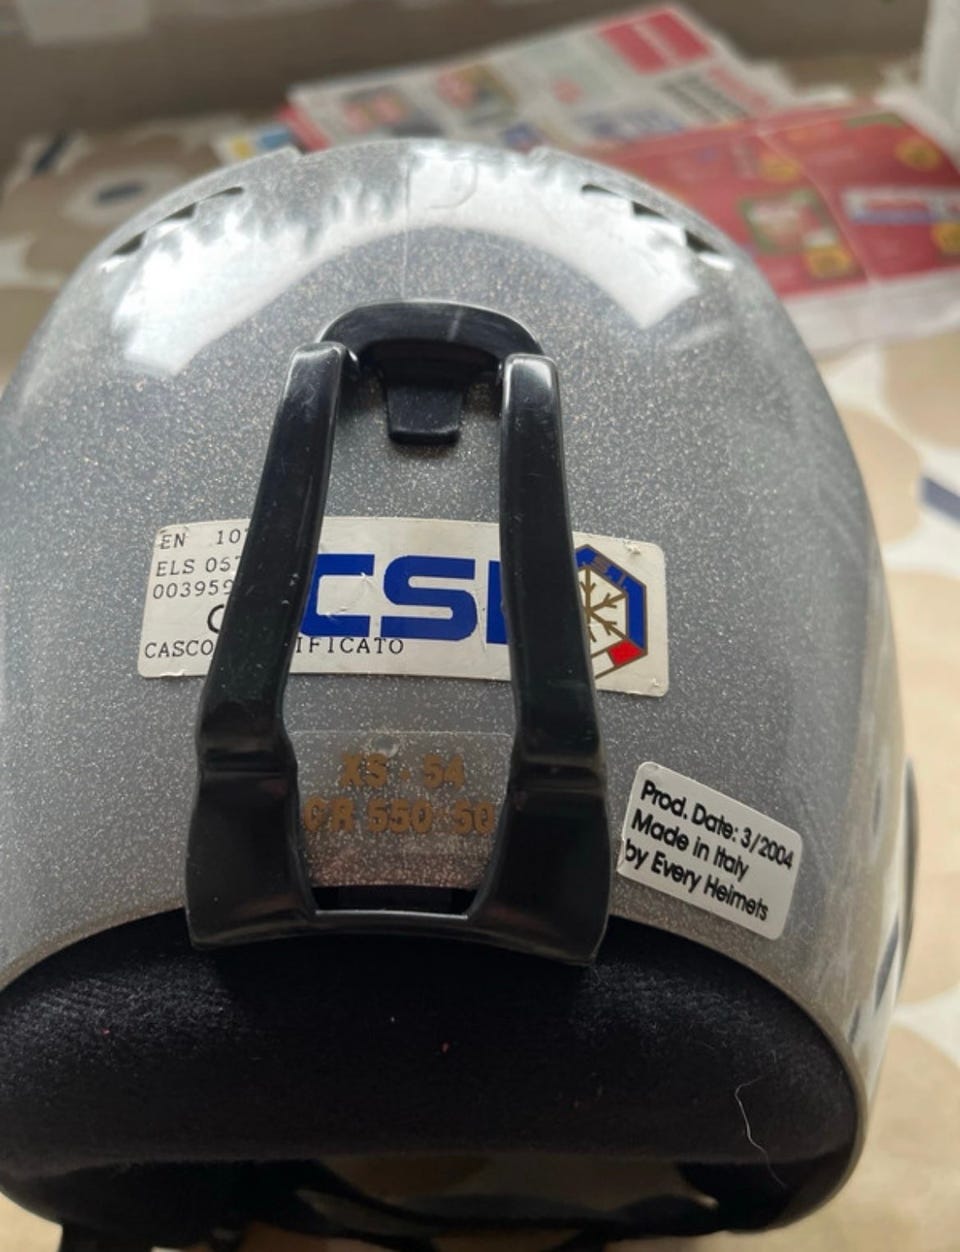 EN 10
ELS 057
003959
CSI
CASCO IFICATO
XS - 54
CR 550 50
Prod. Date: 3/2004
Made in Italy
by Every Helmets